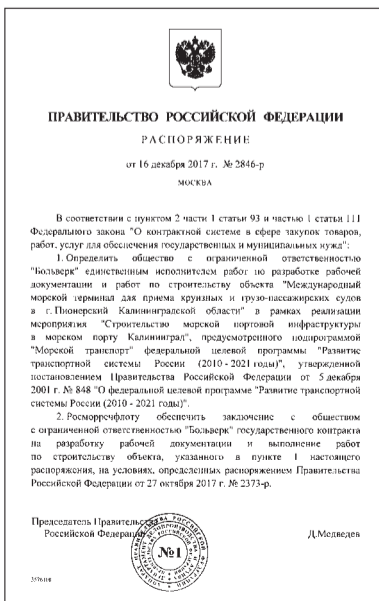 ПРАВИТЕЛЬСТВО РОССИЙСКОЙ ФЕДЕРАЦИИ
РАСПОРЯЖЕНИЕ
от 16 декабря 2017 г. № 2846-р
МОСКВА
В соответствии с пунктом 2 части 1 статьи 93 и частью 1 статьи 111
Федерального закона "О контрактной системе в сфере закупок товаров,
работ, услуг для обеспечения государственных и муниципальных нужд":
1. Определить общество с ограниченной ответственностью
"Больверк" единственным исполнителем работ по разработке рабочей
документации и работ по строительству объекта "Международный
морской терминал для приема круизных и грузо-пассажирских судов
в г. Пионерский Калининградской области" в рамках реализации
мероприятия "Строительство морской портовой инфраструктуры
в морском порту Калининград", предусмотренного подпрограммой
"Морской транспорт" федеральной целевой программы "Развитие
транспортной системы России (2010 - 2021 годы)", утвержденной
постановлением Правительства Российской Федерации от 5 декабря
2001 г. № 848 "О федеральной целевой программе "Развитие транспортной
системы России (2010 - 2021 годы)".
2. Росморречфлоту обеспечить заключение с обществом
с ограниченной ответственностью "Больверк" государственного контракта
на разработку рабочей документации и выполнение работ
по строительству объекта, указанного в пункте 1 настоящего
распоряжения, на условиях, определенных распоряжением Правительства
Российской Федерации от 27 октября 2017 г. № 2373-р.
Председатель Правительства
Российской Федерации
Д.Медведев
№1